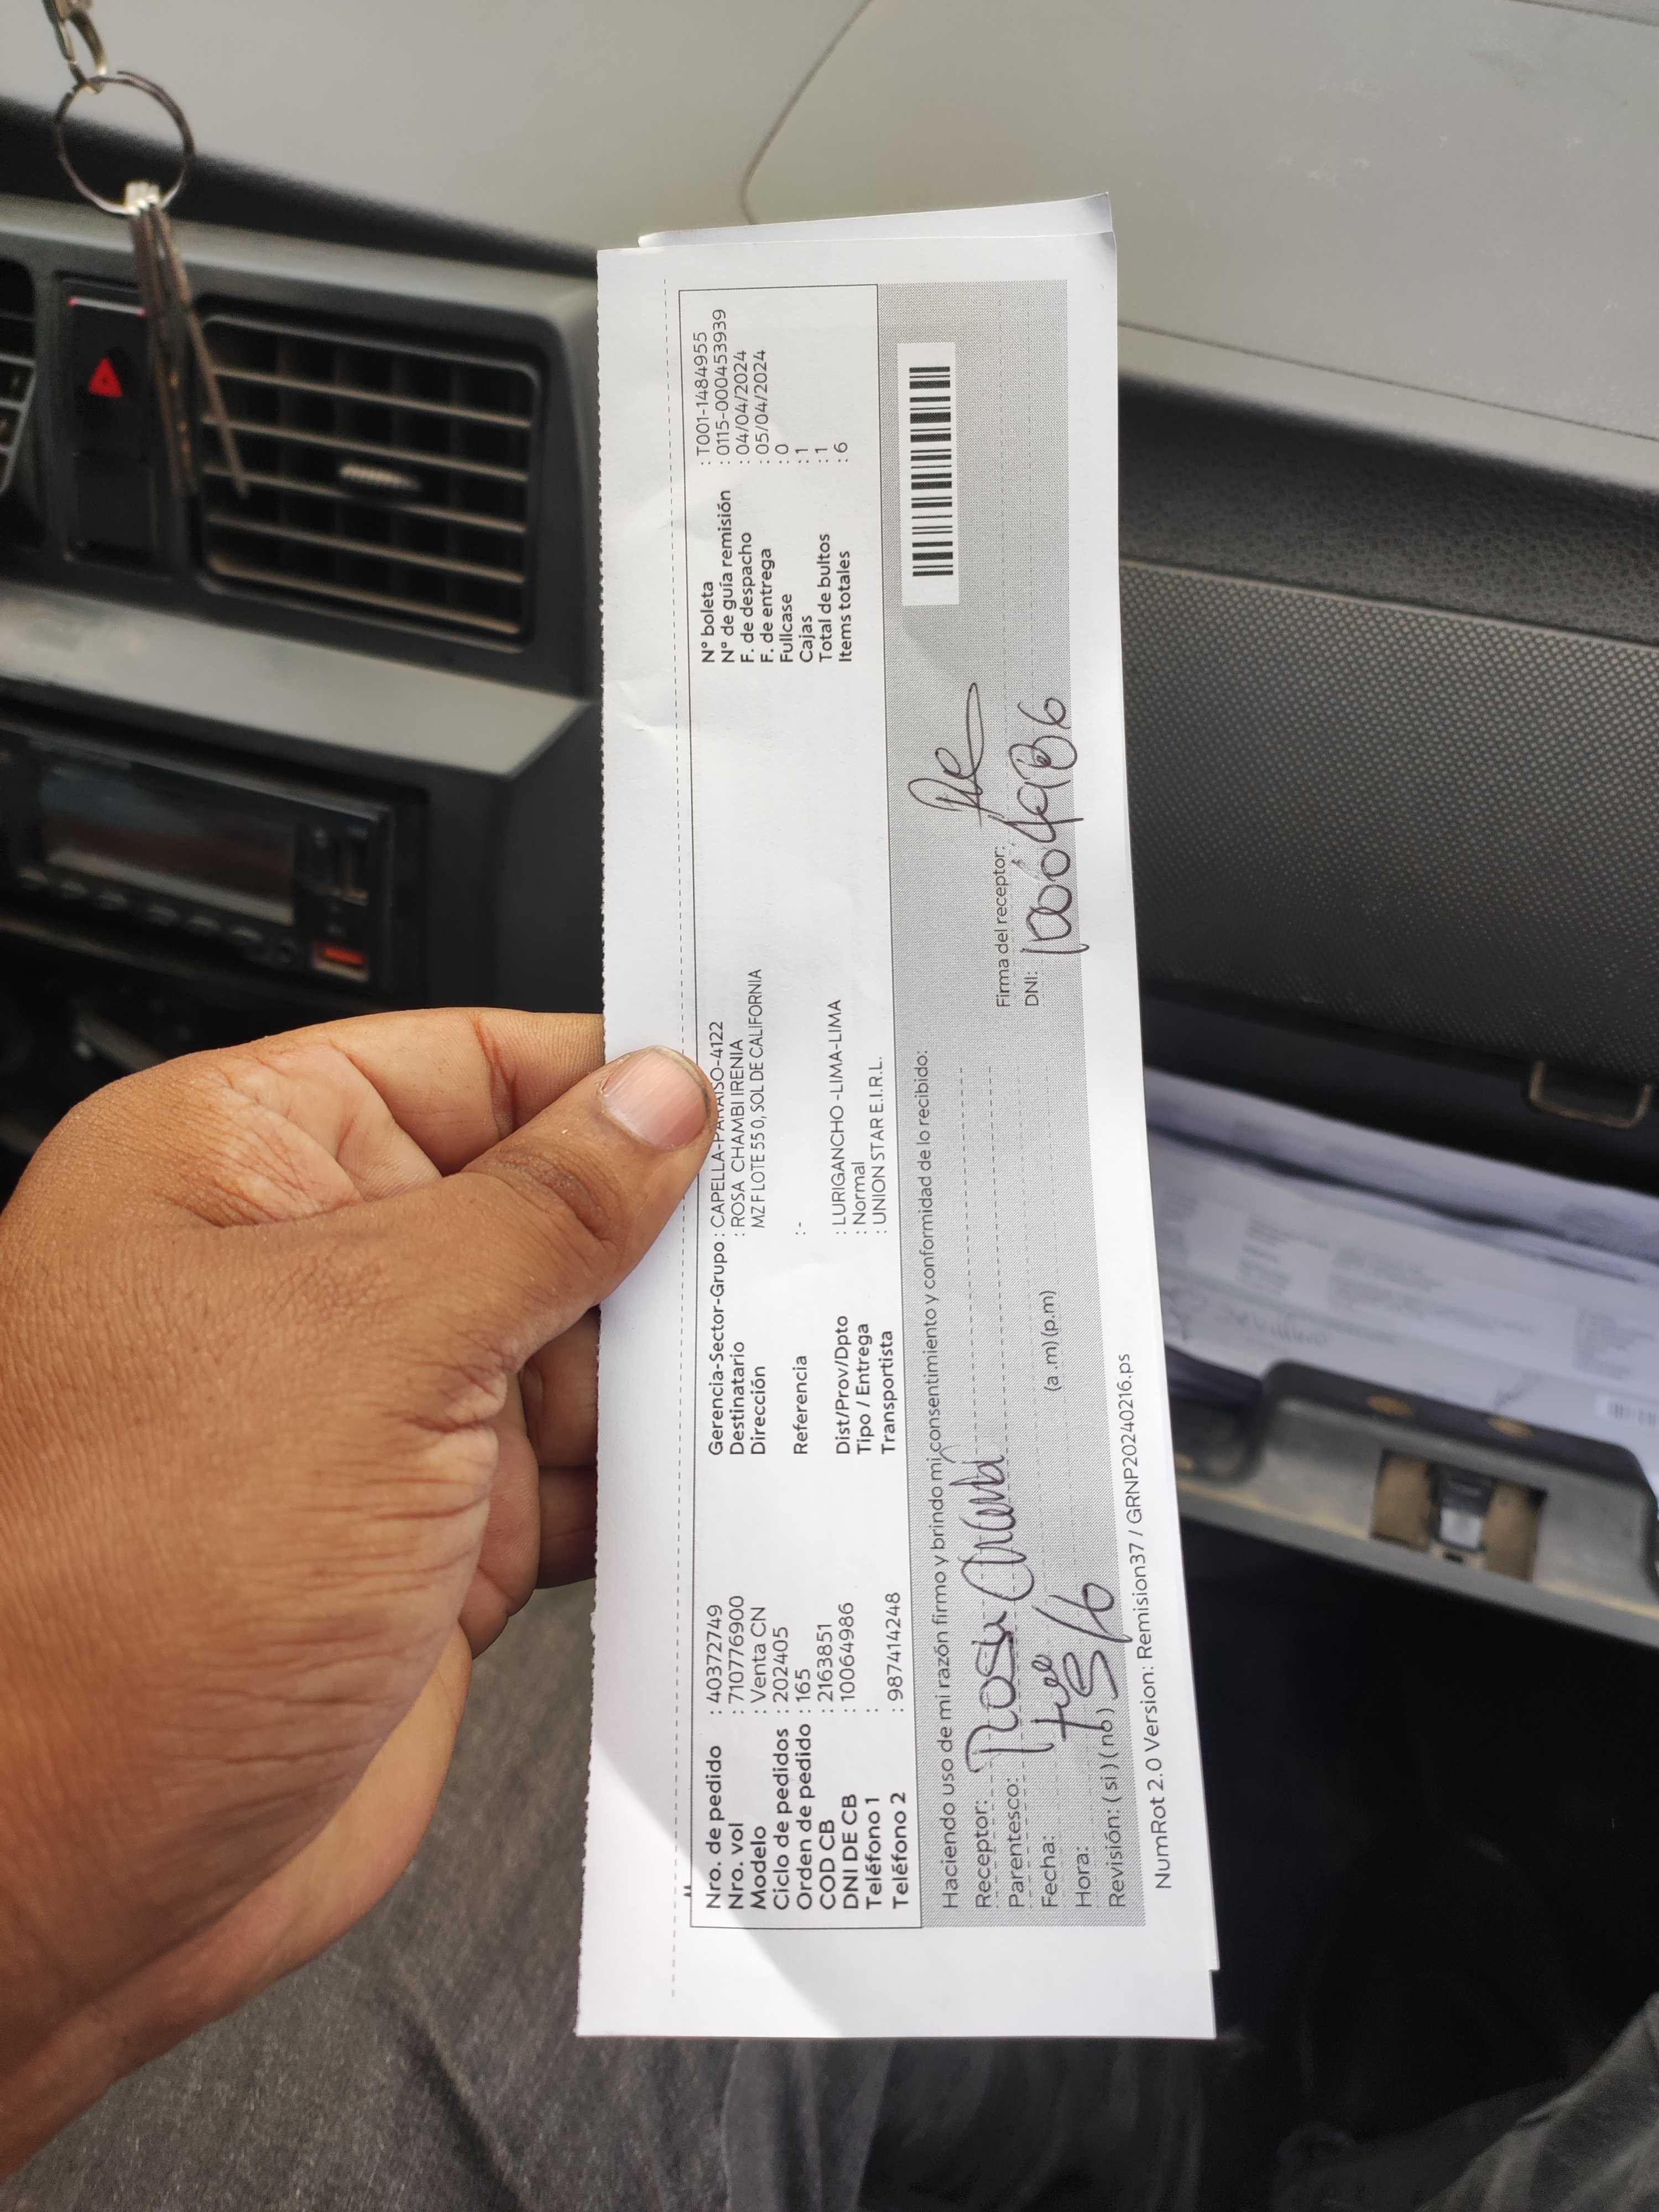 Nro. de pedido : 40372749
Nro. vol : 710776900
Modelo : Venta CN
Ciclo de pedidos : 202405
Orden de pedido : 165
COD CB : 2163851
DNI DE CB : 10064986
Teléfono 1 :
Teléfono 2 : 987414248
Gerencia-Sector-Grupo : CAPELLA-PARAISO-4122
Destinatario : ROSA CHAMBI IRENIA
Dirección MZ F LOTE 55 0, SOL DE CALIFORNIA
Referencia : -
Dist/Prov/Dpto : LURIGANCHO -LIMA-LIMA
Tipo / Entrega : Normal
Transportista : UNION STAR E.I.R.L.
N° boleta : T001-1484955
N° de guía remisión : 0115-0000453939
F. de despacho : 04/04/2024
F. de entrega : 05/04/2024
Fullcase : 0
Cajas : 1
Total de bultos : 1
Items totales : 6
Haciendo uso de mi razón firmo y brindo mi consentimiento y conformidad de lo recibido:
Receptor: Rosa Chambi
Parentesco:
Fecha:
Hora: (a .m) (p.m)
Revisión: ( si ) ( no )
Firma del receptor:
DNI: 10064986
NumRot 2.0 Version: Remision37 / GRNP20240216.ps